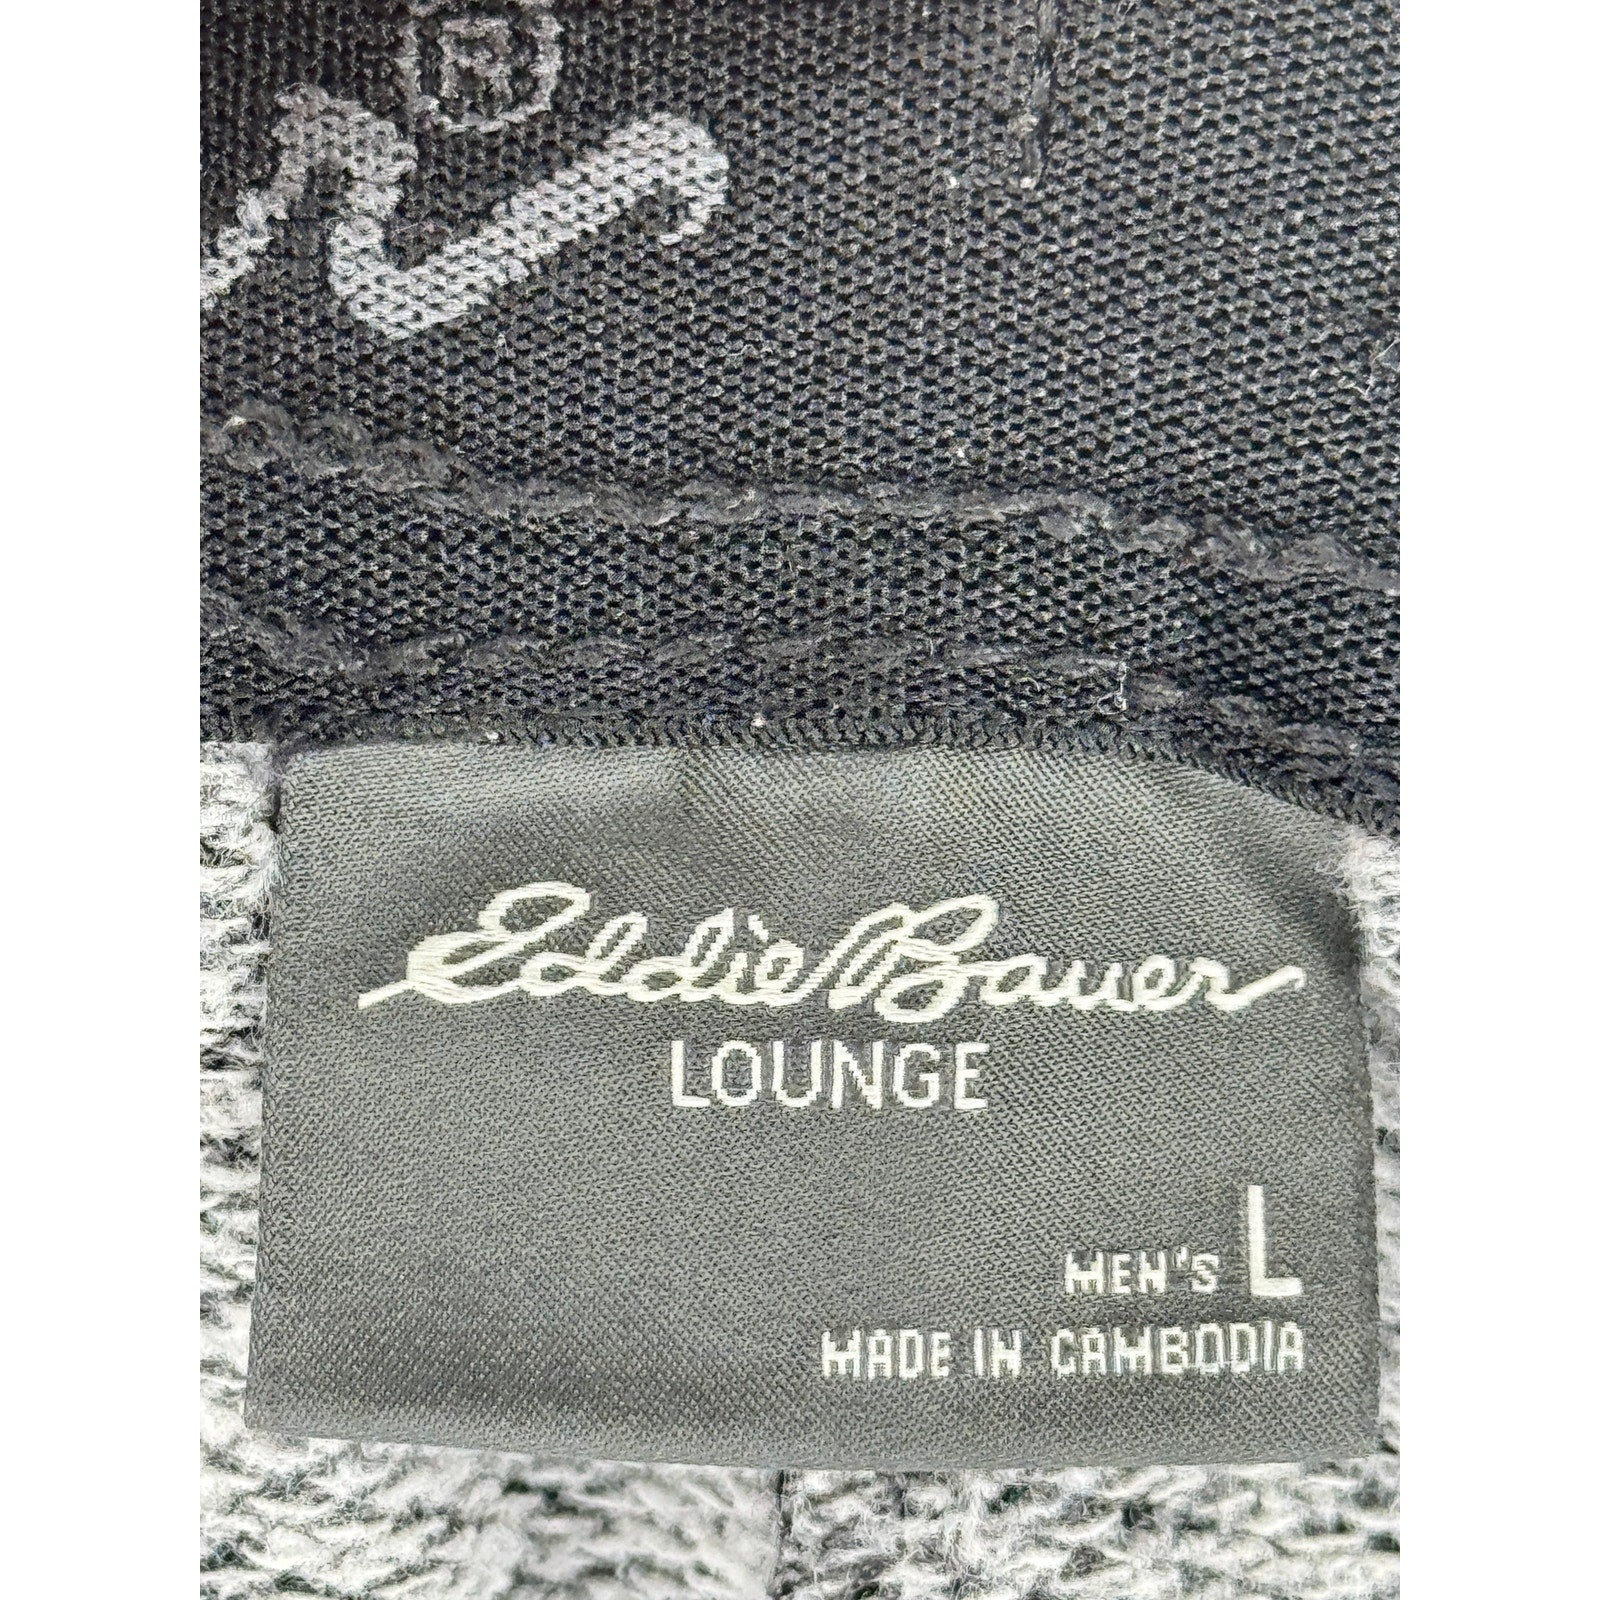 ®
Eddie Bauer
LOUNGE
MEN'S L
MADE IN CAMBODIA